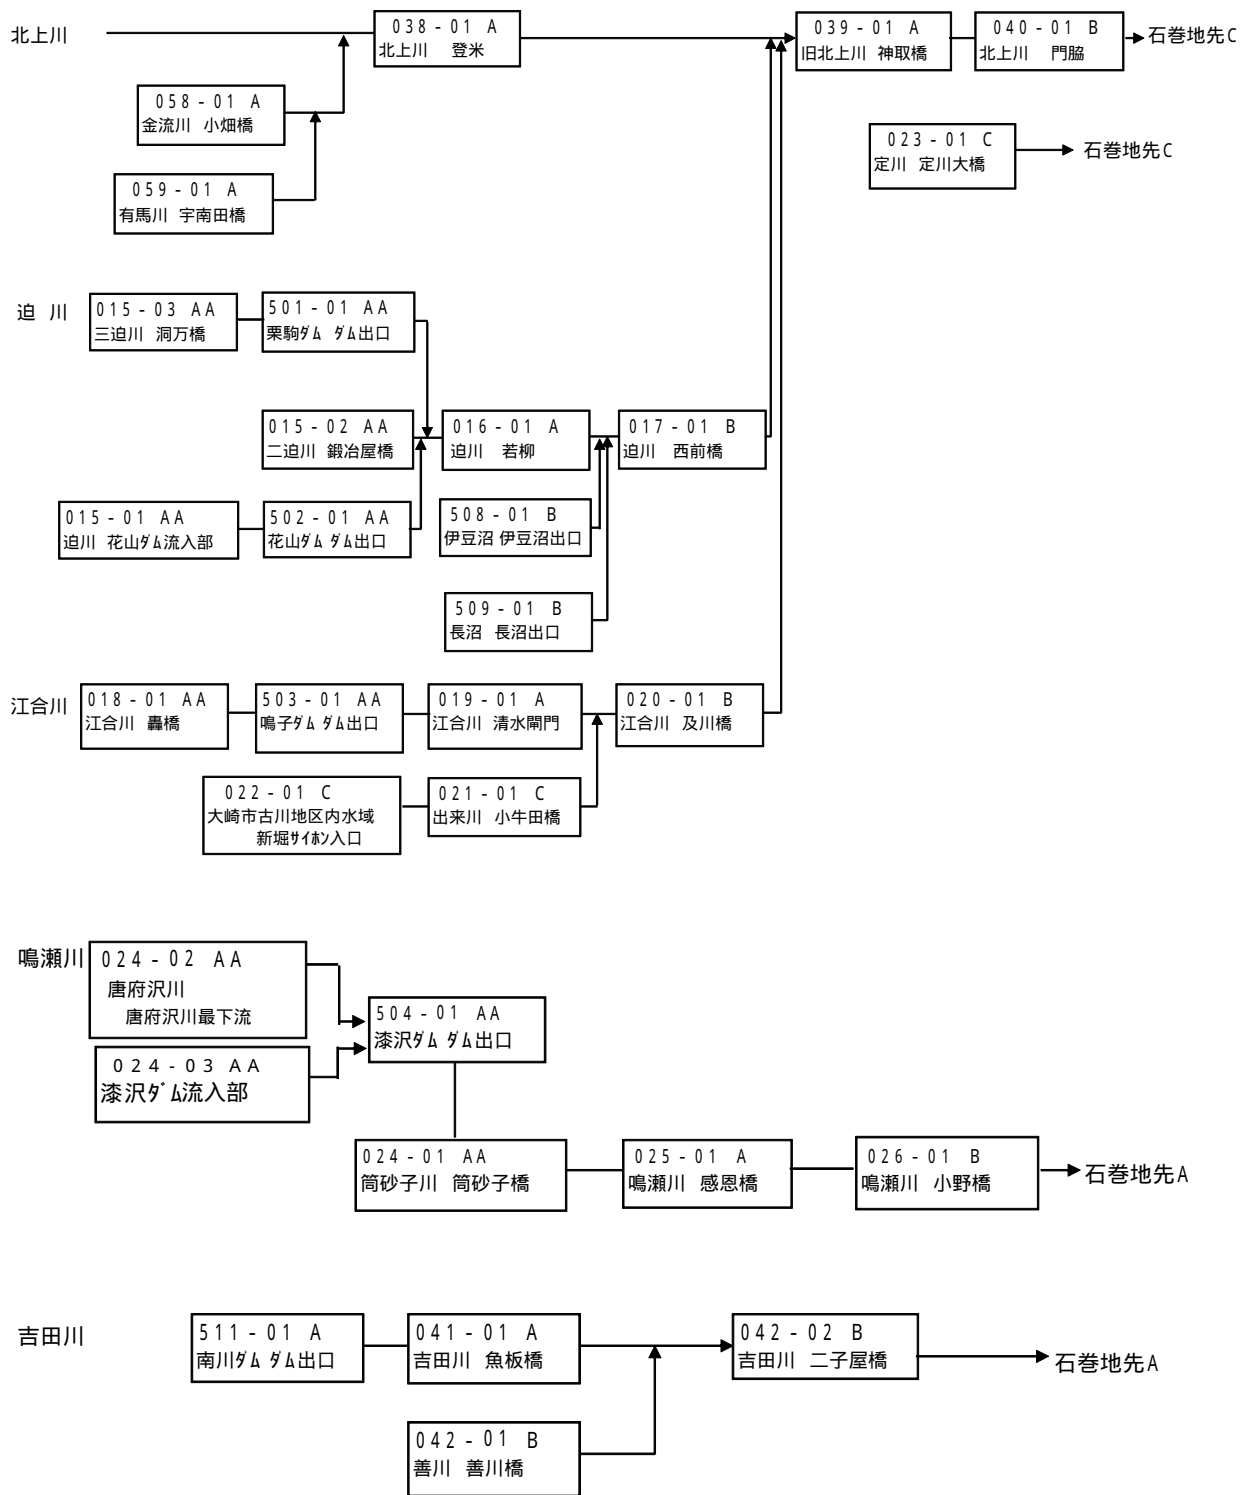 北上川
038-01 A
北上川 登米
039-01 A
旧北上川 神取橋
040-01 B
北上川 門脇
石巻地先C
058-01 A
金流川 小畑橋
023-01 C
定川 定川大橋
石巻地先C
059-01 A
有馬川 宇南田橋
迫 川
015-03 AA
三迫川 洞万橋
501-01 AA
栗駒ダム ダム出口
015-02 AA
二迫川 鍛冶屋橋
016-01 A
迫川 若柳
017-01 B
迫川 西前橋
015-01 AA
迫川 花山ダム流入部
502-01 AA
花山ダム ダム出口
508-01 B
伊豆沼 伊豆沼出口
509-01 B
長沼 長沼出口
江合川
018-01 AA
江合川 轟橋
503-01 AA
鳴子ダム ダム出口
019-01 A
江合川 清水閘門
020-01 B
江合川 及川橋
022-01 C
大崎市古川地区内水域
新堀サイホン入口
021-01 C
出来川 小牛田橋
鳴瀬川
024-02 AA
唐府沢川
唐府沢川最下流
504-01 AA
漆沢ダム ダム出口
024-03 AA
漆沢ダム流入部
024-01 AA
筒砂子川 筒砂子橋
025-01 A
鳴瀬川 感恩橋
026-01 B
鳴瀬川 小野橋
石巻地先A
吉田川
511-01 A
南川ダム ダム出口
041-01 A
吉田川 魚板橋
042-02 B
吉田川 二子屋橋
石巻地先A
042-01 B
善川 善川橋